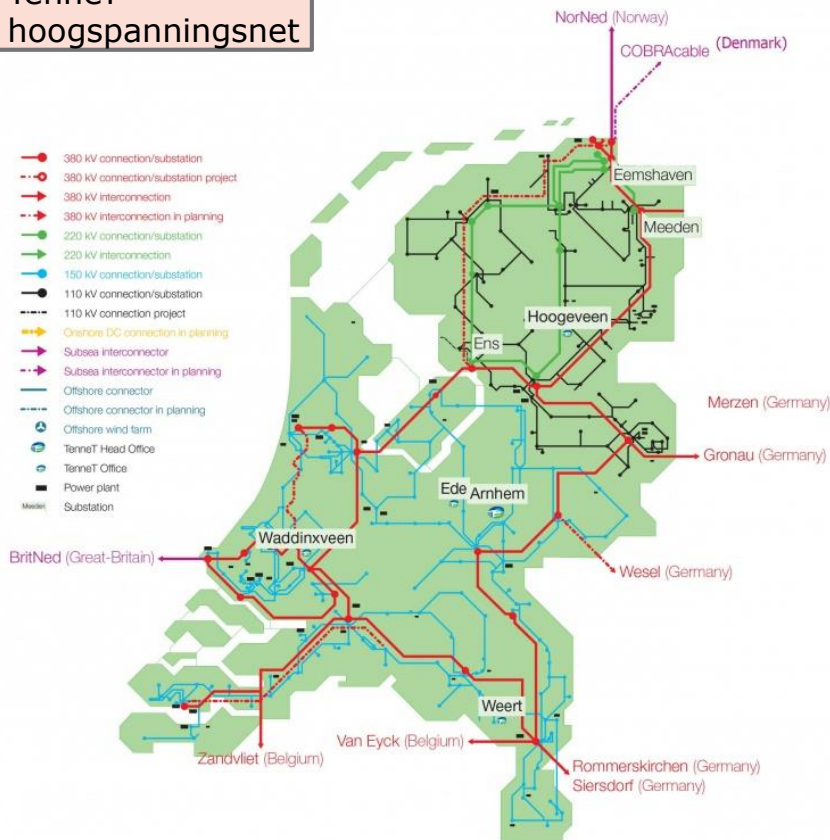 TenneT
hoogspanningsnet
NorNed (Norway)
COBRAcable (Denmark)
380 kV connection/substation
380 kV connection/substation project
380 kV interconnection
380 kV interconnection in planning
220 kV connection/substation
220 kV interconnection
150 kV connection/substation
110 kV connection/substation
110 kV connection project
Onshore DC connection in planning
Subsea interconnector
Subsea interconnector in planning
Offshore connector
Offshore connector in planning
Offshore wind farm
TenneT Head Office
TenneT Office
Power plant
Meeden Substation
Eemshaven
Meeden
Hoogeveen
Ens
Merzen (Germany)
Gronau (Germany)
Ede Arnhem
Waddinxveen
BritNed (Great-Britain)
Wesel (Germany)
Weert
Van Eyck (Belgium)
Zandvliet (Belgium)
Rommerskirchen (Germany)
Siersdorf (Germany)